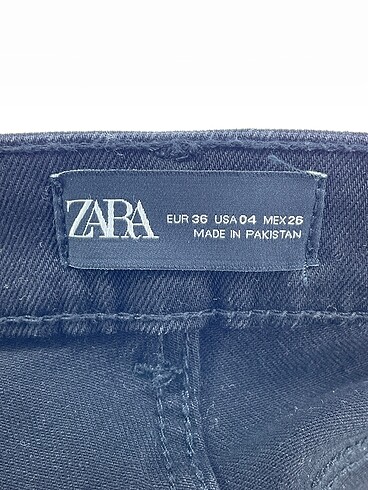 ZARA
EUR 36 USA 04 MEX 26
MADE IN PAKISTAN